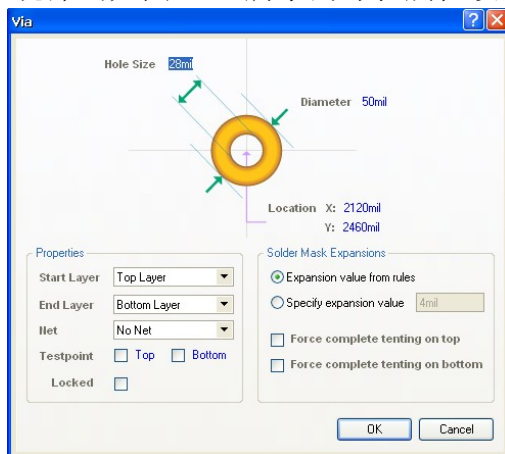 Via
Hole Size 28mil
Diameter 50mil
Location X: 2120mil
Y: 2460mil
Properties
Start Layer Top Layer
End Layer Bottom Layer
Net No Net
Testpoint Top Bottom
Locked
Solder Mask Expansions
Expansion value from rules
Specify expansion value 4mil
Force complete tenting on top
Force complete tenting on bottom
OK Cancel